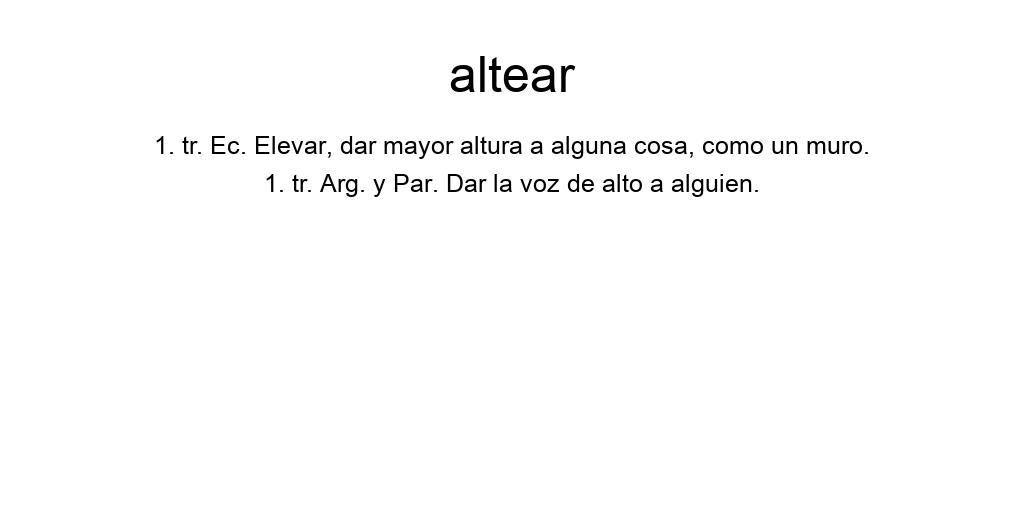 altear
1. tr. Ec. Elevar, dar mayor altura a alguna cosa, como un muro.
1. tr. Arg. y Par. Dar la voz de alto a alguien.